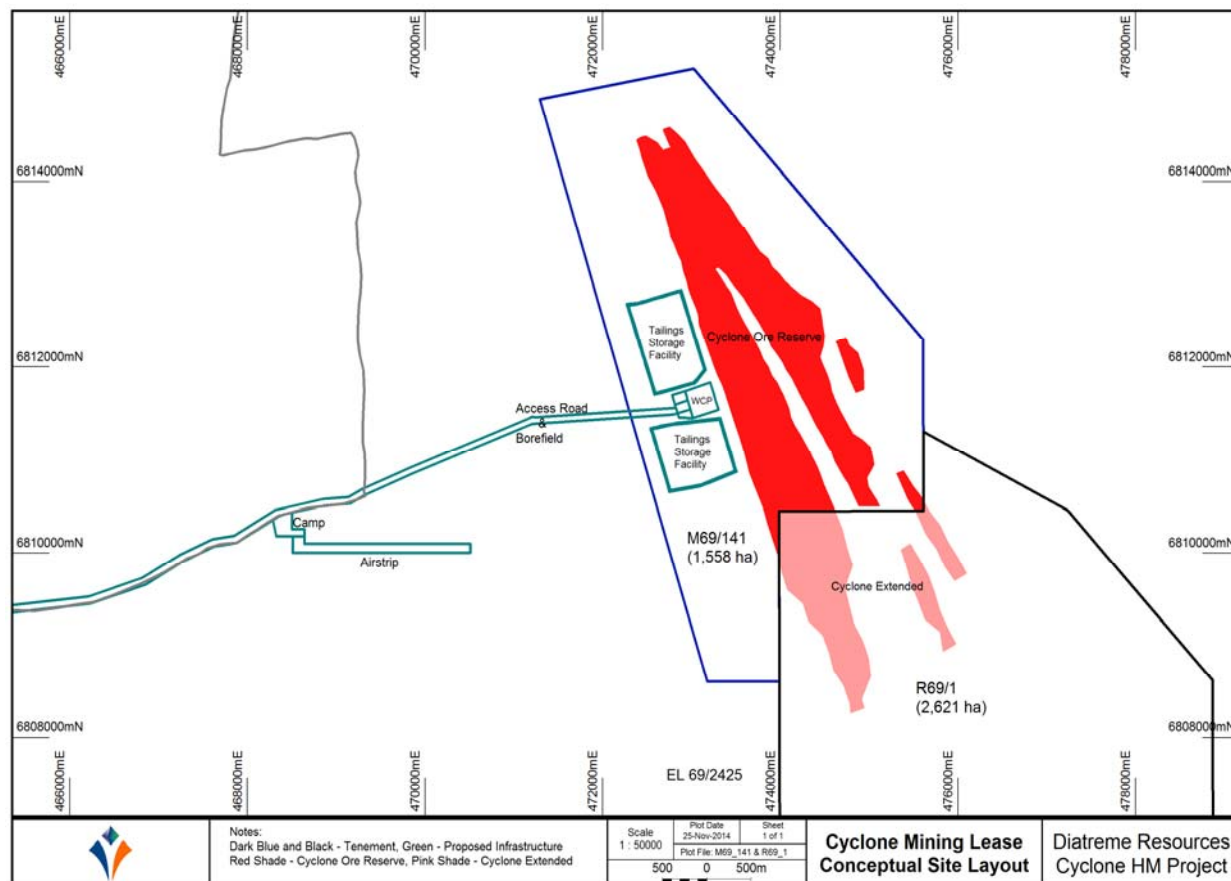 466000mE
468000mE
470000mE
472000mE
474000mE
476000mE
478000mE
6814000mN
6814000mN
Tailings
Storage
Facility
Cyclone Ore Reserve
6812000mN
6812000mN
WCP
Access Road
&
Borefield
Tailings
Storage
Facility
Camp
M69/141
(1,558 ha)
6810000mN
6810000mN
Airstrip
Cyclone Extended
R69/1
(2,621 ha)
6808000mN
6808000mN
EL 69/2425
466000mE
468000mE
470000mE
472000mE
474000mE
476000mE
478000mE
Notes:
Dark Blue and Black - Tenement, Green - Proposed Infrastructure
Red Shade - Cyclone Ore Reserve, Pink Shade - Cyclone Extended
Scale
1 : 50000
Plot Date
25-Nov-2014
Sheet
1 of 1
Plot File: M69_141 & R69_1
500 0 500m
Cyclone Mining Lease
Conceptual Site Layout
Diatreme Resources
Cyclone HM Project